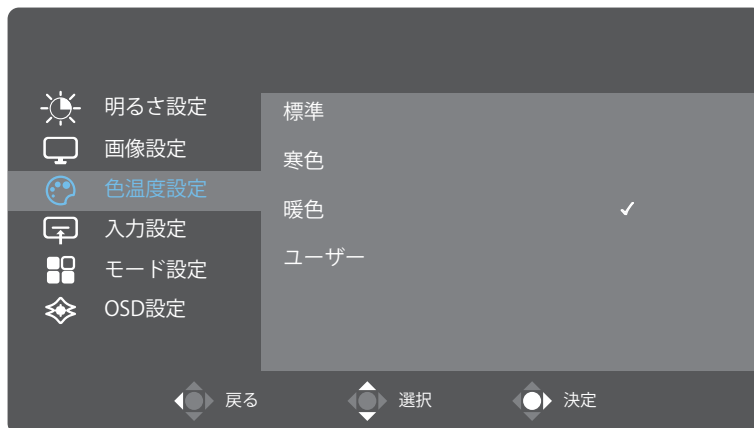 明るさ設定
画像設定
色温度設定
入力設定
モード設定
OSD設定
標準
寒色
暖色
ユーザー
戻る
選択
決定